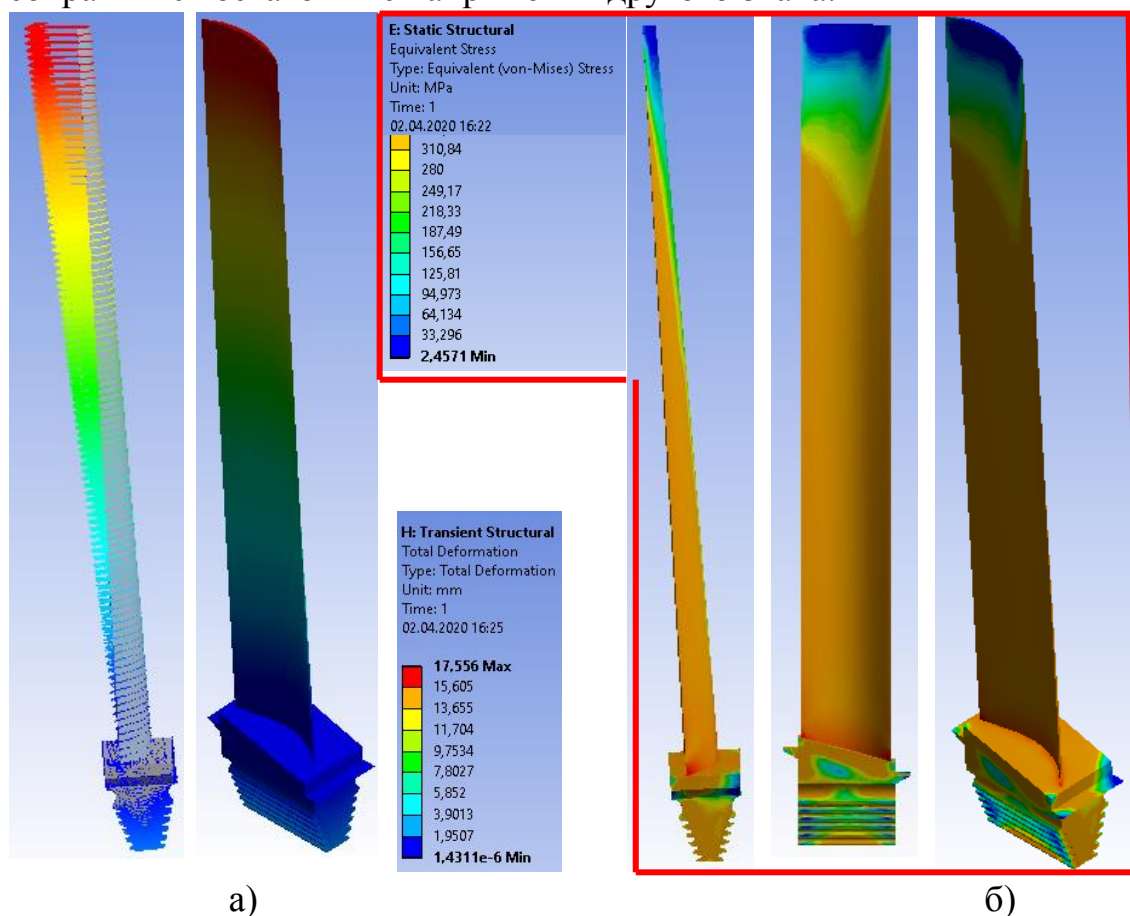 E: Static Structural
Equivalent Stress
Type: Equivalent (von-Mises) Stress
Unit: MPa
Time: 1
02.04.2020 16:22
310,84
280
249,17
218,33
187,49
156,65
125,81
94,973
64,134
33,296
2,4571 Min
H: Transient Structural
Total Deformation
Type: Total Deformation
Unit: mm
Time: 1
02.04.2020 16:25
17,556 Max
15,605
13,655
11,704
9,7534
7,8027
5,852
3,9013
1,9507
1,4311e-6 Min
а)
б)